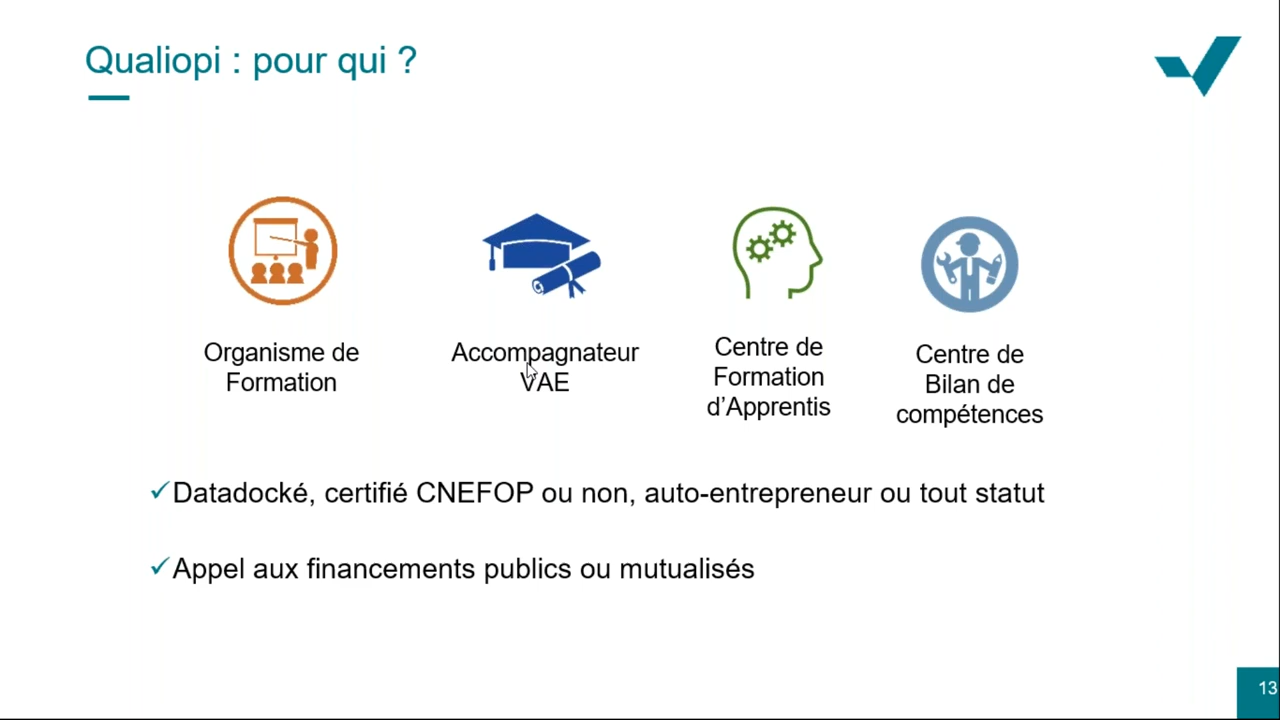 Qualiopi : pour qui ?
Organisme de
Formation
Accompagnateur
VAE
Centre de
Formation
d’Apprentis
Centre de
Bilan de
compétences
✓Datadocké, certifié CNEFOP ou non, auto-entrepreneur ou tout statut
✓Appel aux financements publics ou mutualisés
13